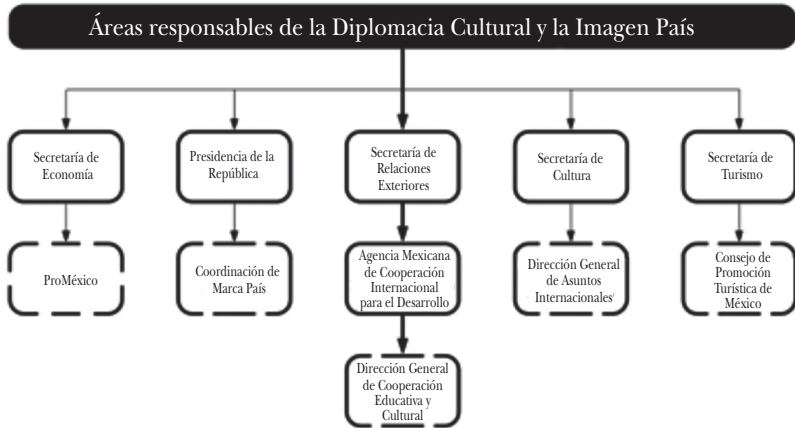 Áreas responsables de la Diplomacia Cultural y la Imagen País
Secretaría de
Economía
Presidencia de la
República
Secretaría de
Relaciones
Exteriores
Secretaría de
Cultura
Secretaría de
Turismo
ProMéxico
Coordinación de
Marca País
Agencia Mexicana
de Cooperación
Internacional
para el Desarrollo
Dirección General
de Asuntos
Internacionales
Consejo de
Promoción
Turística de
México
Dirección General
de Cooperación
Educativa y
Cultural